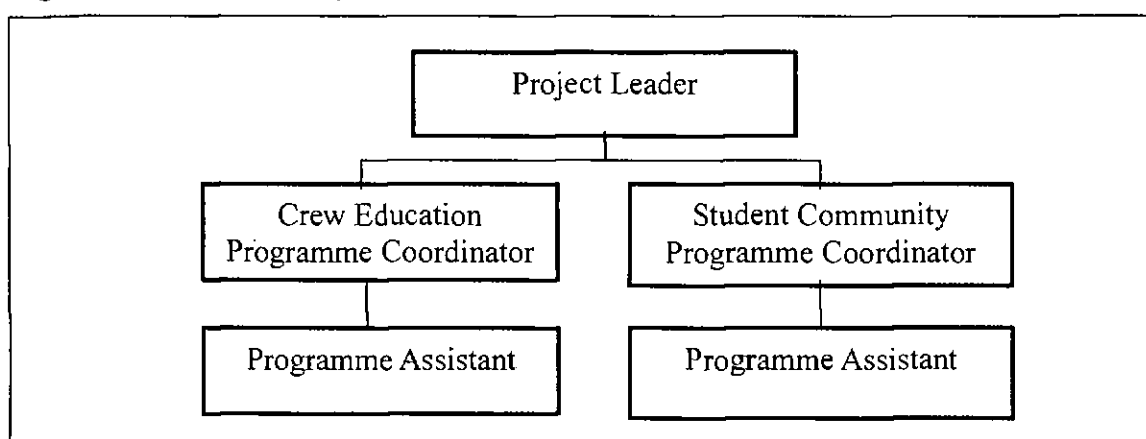 Project Leader
Crew Education
Programme Coordinator
Student Community
Programme Coordinator
Programme Assistant
Programme Assistant